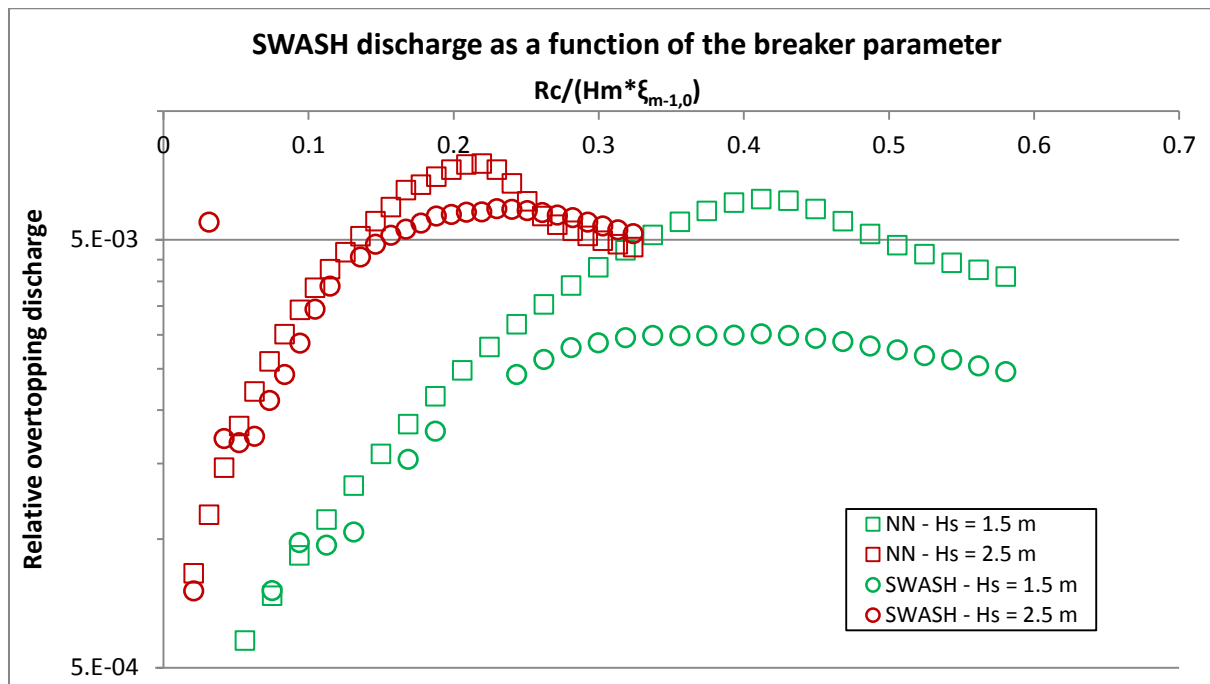 SWASH discharge as a function of the breaker parameter
Rc/(Hm*ξm-1,0)
0 0.1 0.2 0.3 0.4 0.5 0.6 0.7
Relative overtopping discharge
5.E-03
5.E-04
NN - Hs = 1.5 m
NN - Hs = 2.5 m
SWASH - Hs = 1.5 m
SWASH - Hs = 2.5 m